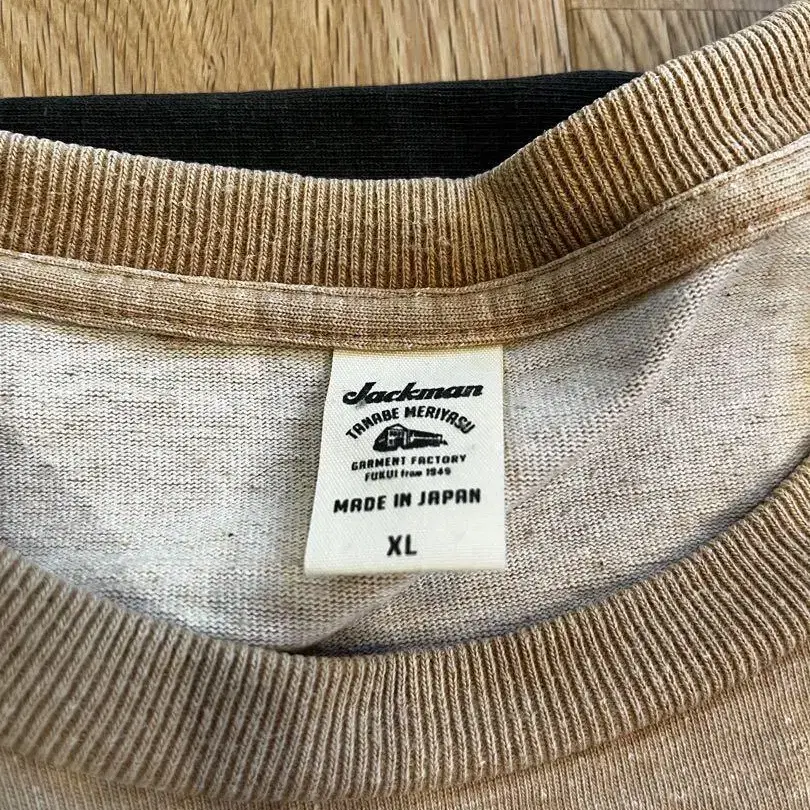 Jackman
TANABE MERIYASU
GARMENT FACTORY
FUKUI from 1949
MADE IN JAPAN
XL